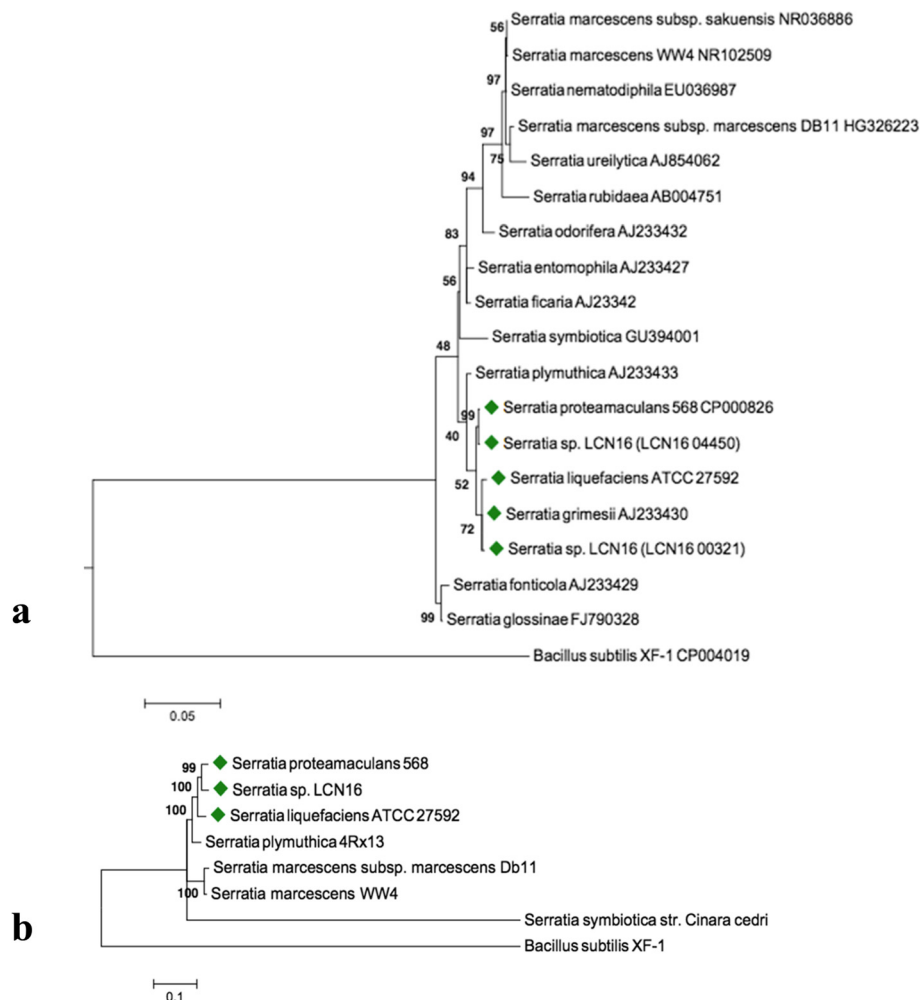 56
Serratia marcescens subsp. sakuensis NR036886
Serratia marcescens WW4 NR102509
97
Serratia nematodiphila EU036987
Serratia marcescens subsp. marcescens DB11 HG326223
97
75
Serratia ureilytica AJ854062
94
Serratia rubidaea AB004751
83
Serratia odorifera AJ233432
Serratia entomophila AJ233427
56
Serratia ficaria AJ23342
Serratia symbiotica GU394001
48
Serratia plymuthica AJ233433
Serratia proteamaculans 568 CP000826
99
40
Serratia sp. LCN16 (LCN16 04450)
Serratia liquefaciens ATCC 27592
52
Serratia grimesii AJ233430
72
Serratia sp. LCN16 (LCN16 00321)
Serratia fonticola AJ233429
a
99
Serratia glossinae FJ790328
Bacillus subtilis XF-1 CP004019
0.05
99
Serratia proteamaculans 568
100
Serratia sp. LCN16
100
Serratia liquefaciens ATCC 27592
Serratia plymuthica 4Rx13
Serratia marcescens subsp. marcescens Db11
100
Serratia marcescens WW4
b
Serratia symbiotica str. Cinara cedri
Bacillus subtilis XF-1
0.1